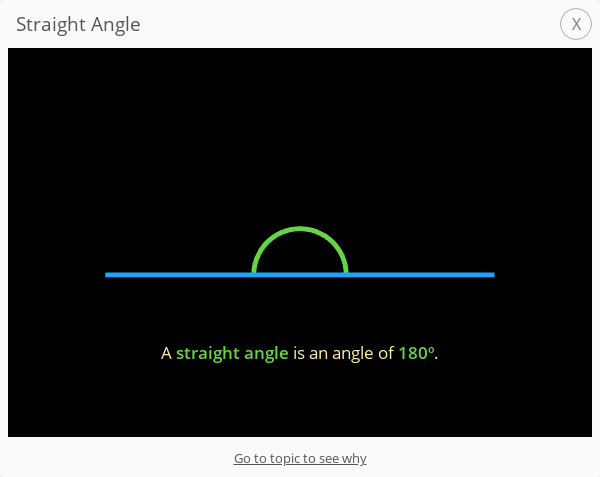 Straight Angle
X
A straight angle is an angle of 180º.
Go to topic to see why